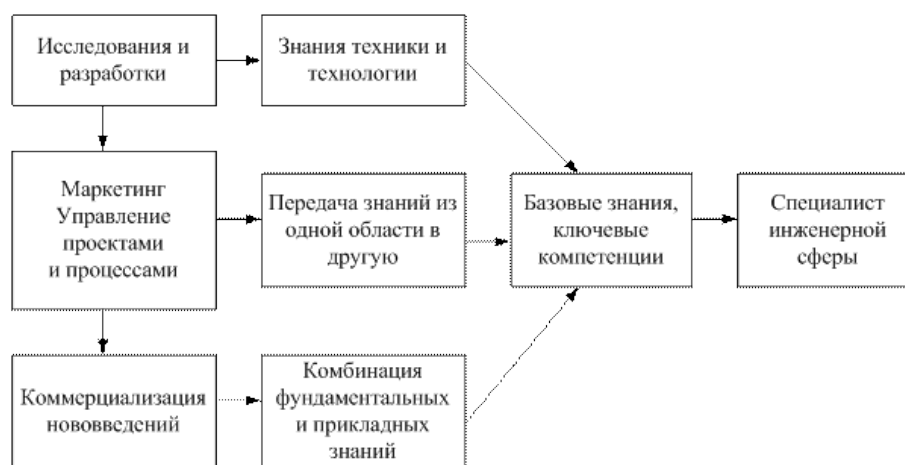 Исследования и
разработки
Знания техники и
технологии
Маркетинг
Управление
проектами
и процессами
Передача знаний из
одной области в
другую
Базовые знания,
ключевые
компетенции
Специалист
инженерной
сферы
Коммерциализация
нововведений
Комбинация
фундаментальных
и прикладных
знаний